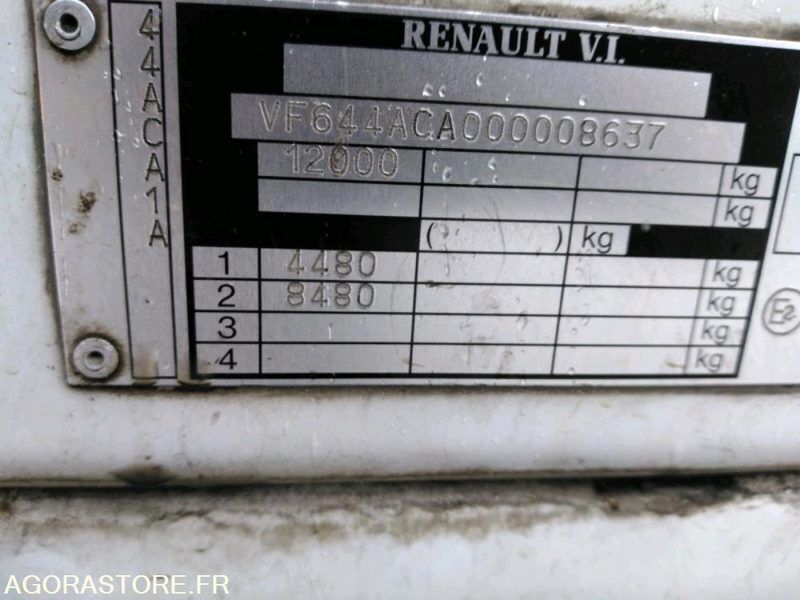 44ACA1A
RENAULT V.I.
VF644ACA000008637
12000 kg
kg
( ) kg
1 4480 kg
2 8480 kg
3 kg
4 kg
E2
AGORASTORE.FR